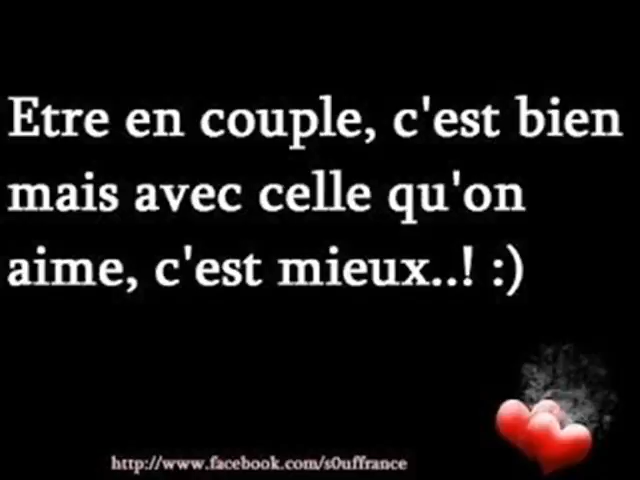 Etre en couple, c'est bien
mais avec celle qu'on
aime, c'est mieux..! :)
http://www.facebook.com/s0uffrance